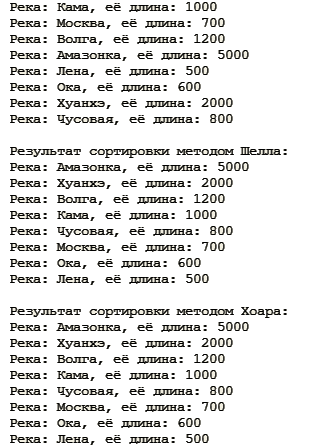 Река: Кама, её длина: 1000
Река: Москва, её длина: 700
Река: Волга, её длина: 1200
Река: Амазонка, её длина: 5000
Река: Лена, её длина: 500
Река: Ока, её длина: 600
Река: Хуанхэ, её длина: 2000
Река: Чусовая, её длина: 800
Результат сортировки методом Шелла:
Река: Амазонка, её длина: 5000
Река: Хуанхэ, её длина: 2000
Река: Волга, её длина: 1200
Река: Кама, её длина: 1000
Река: Чусовая, её длина: 800
Река: Москва, её длина: 700
Река: Ока, её длина: 600
Река: Лена, её длина: 500
Результат сортировки методом Хоара:
Река: Амазонка, её длина: 5000
Река: Хуанхэ, её длина: 2000
Река: Волга, её длина: 1200
Река: Кама, её длина: 1000
Река: Чусовая, её длина: 800
Река: Москва, её длина: 700
Река: Ока, её длина: 600
Река: Лена, её длина: 500